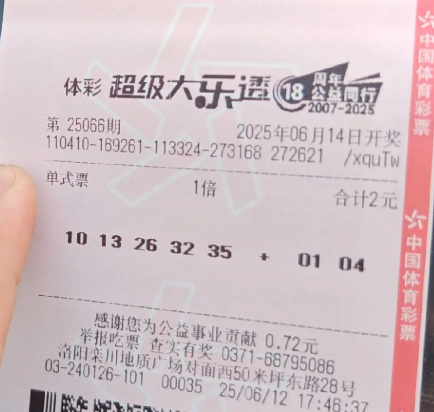 体彩 超级大乐透 18 周年 公益同行 2007-2025
第 25066期 2025年06月14日开奖
110410-169261-113324-273168 272621 /xquTw
单式票 1倍 合计2元
10 13 26 32 35 + 01 04
感谢您为公益事业贡献 0.72元
举报吃票 查实有奖 0371-68795086
洛阳栾川地质广场对面西50米坪东路28号
03-240126-101 00035 25/06/12 17:46:37
中国体育彩票
中国体育彩票